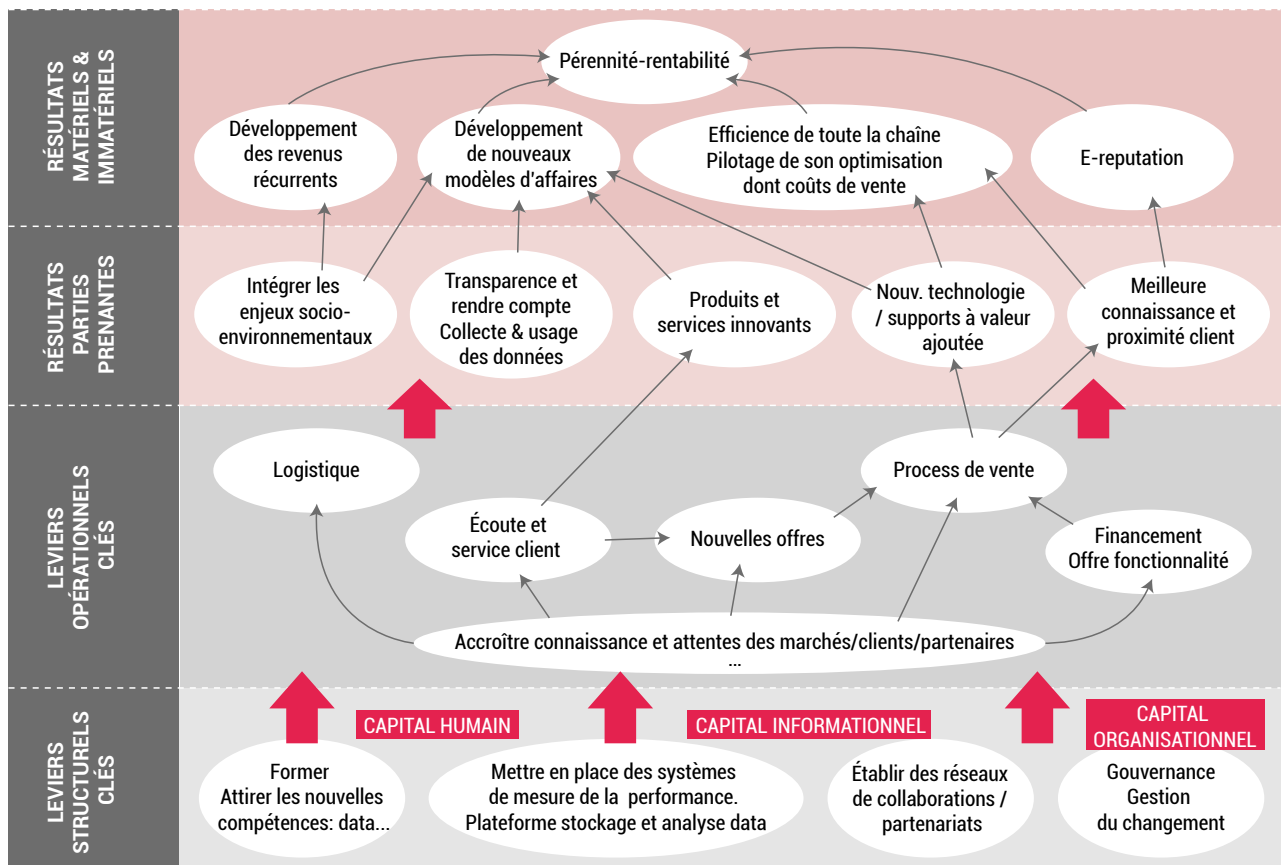 RÉSULTATS
MATÉRIELS &
IMMATÉRIELS
Pérennité-rentabilité
Développement
des revenus
récurrents
Développement
de nouveaux
modèles d'affaires
Efficience de toute la chaîne
Pilotage de son optimisation
dont coûts de vente
E-reputation
RÉSULTATS
PARTIES
PRENANTES
Intégrer les
enjeux socio-
environnementaux
Transparence et
rendre compte
Collecte & usage
des données
Produits et
services innovants
Nouv. technologie
/ supports à valeur
ajoutée
Meilleure
connaissance et
proximité client
LEVIERS
OPÉRATIONNELS
CLÉS
Logistique
Process de vente
Écoute et
service client
Nouvelles offres
Financement
Offre fonctionnalité
Accroître connaissance et attentes des marchés/clients/partenaires
...
LEVIERS
STRUCTURELS
CLÉS
CAPITAL HUMAIN
CAPITAL INFORMATIONNEL
CAPITAL
ORGANISATIONNEL
Former
Attirer les nouvelles
compétences: data...
Mettre en place des systèmes
de mesure de la performance.
Plateforme stockage et analyse data
Établir des réseaux
de collaborations /
partenariats
Gouvernance
Gestion
du changement